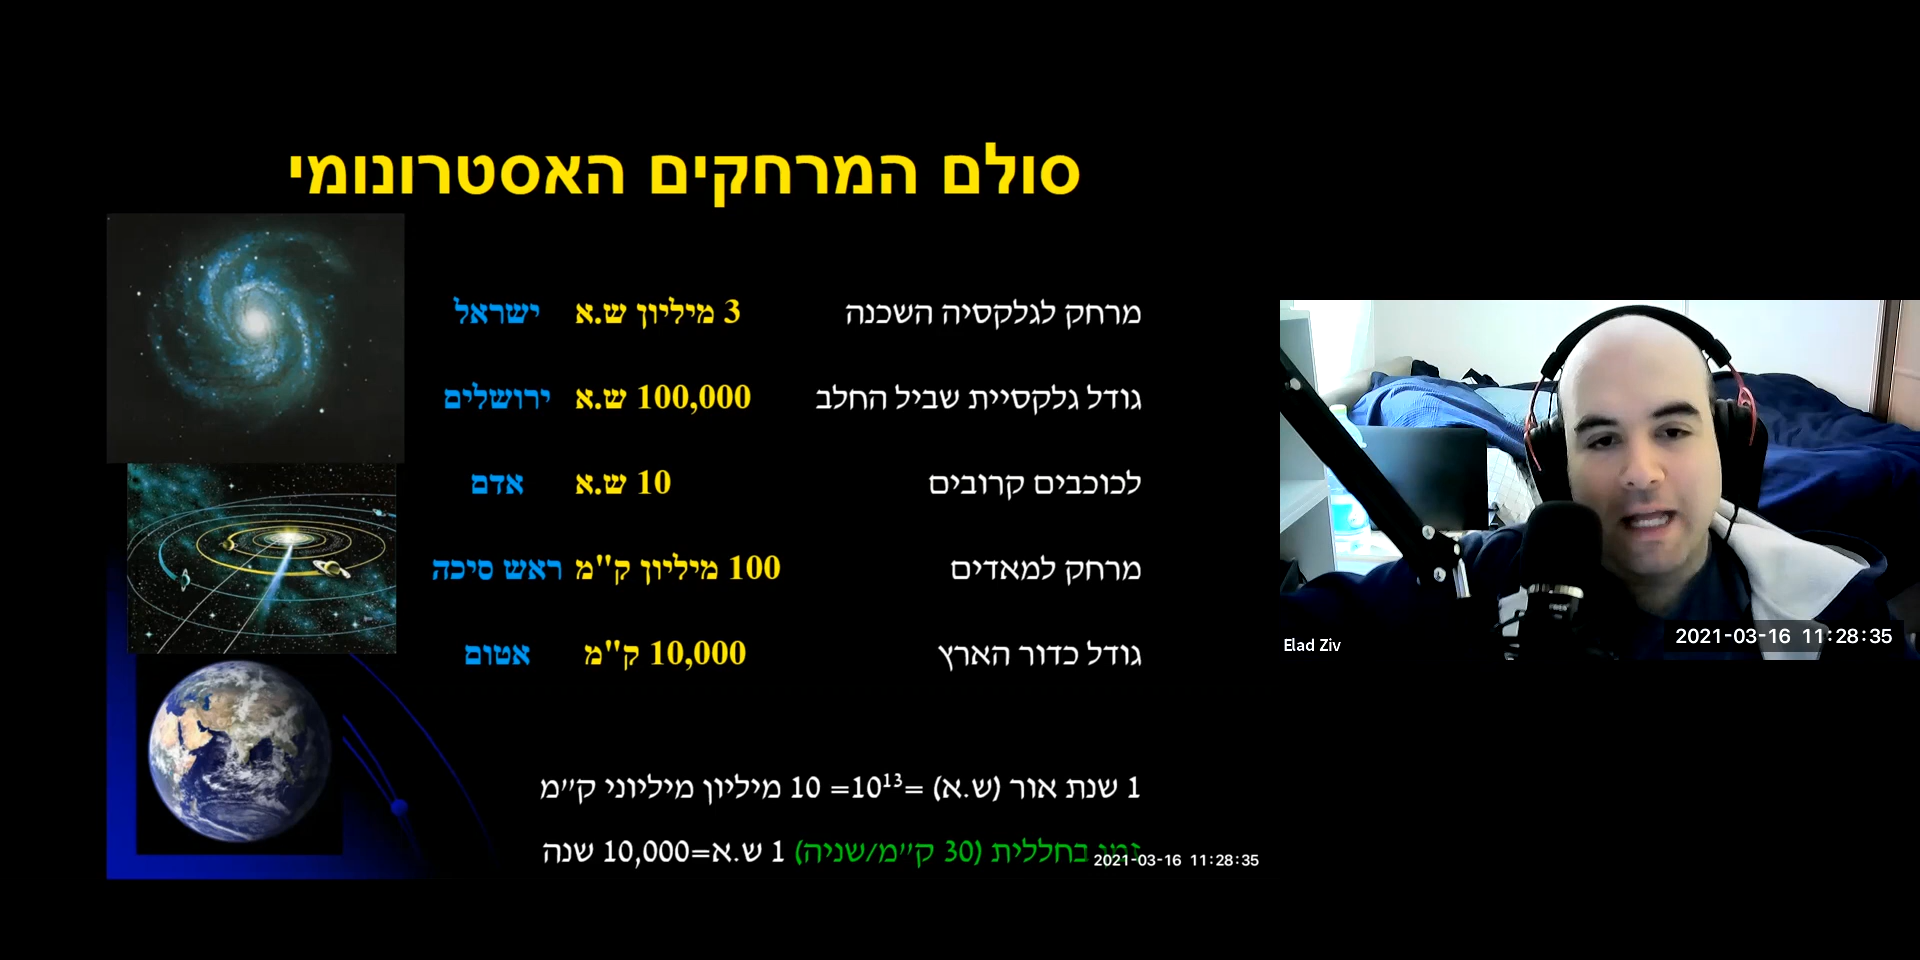 סולם המרחקים האסטרונומי
מרחק לגלקסיה השכנה 3 מיליון ש.א ישראל
גודל גלקסיית שביל החלב 100,000 ש.א ירושלים
לכוכבים קרובים 10 ש.א אדם
מרחק למאדים 100 מיליון ק"מ ראש סיכה
גודל כדור הארץ 10,000 ק"מ אטום
1 שנת אור (ש.א) =10¹³= 10 מיליון מיליוני ק״מ
זמן בחללית (30 ק״מ/שניה) 1 ש.א=10,000 שנה
2021-03-16 11:28:35
Elad Ziv
2021-03-16 11:28:35